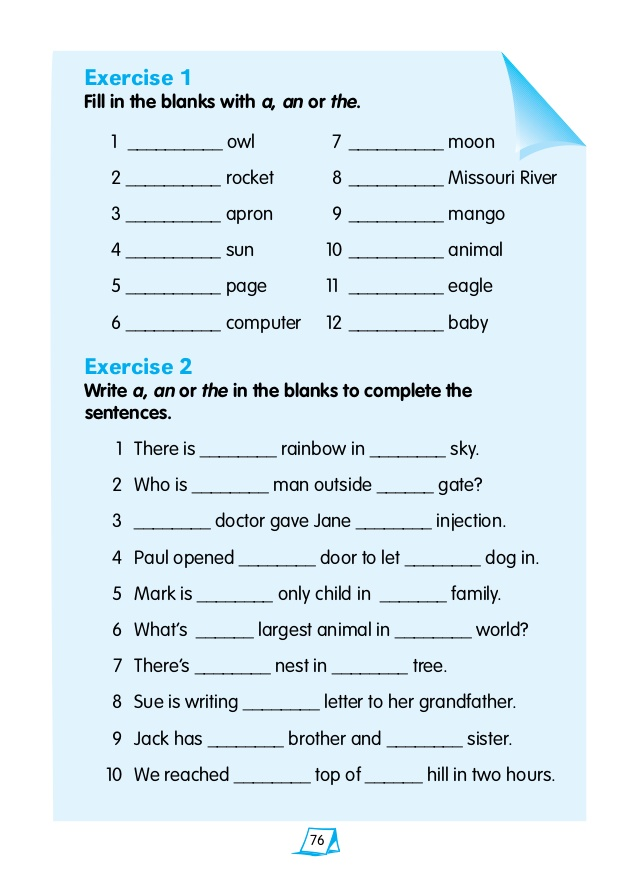 Exercise 1
Fill in the blanks with a, an or the.
1 __________ owl
2 __________ rocket
3 __________ apron
4 __________ sun
5 __________ page
6 __________ computer
7 __________ moon
8 __________ Missouri River
9 __________ mango
10 __________ animal
11 __________ eagle
12 __________ baby
Exercise 2
Write a, an or the in the blanks to complete the
sentences.
1 There is ________ rainbow in ________ sky.
2 Who is ________ man outside ______ gate?
3 ________ doctor gave Jane ________ injection.
4 Paul opened ________ door to let ________ dog in.
5 Mark is ________ only child in _______ family.
6 What's ______ largest animal in ________ world?
7 There's ________ nest in ________ tree.
8 Sue is writing ________ letter to her grandfather.
9 Jack has ________ brother and ________ sister.
10 We reached ________ top of ______ hill in two hours.
76